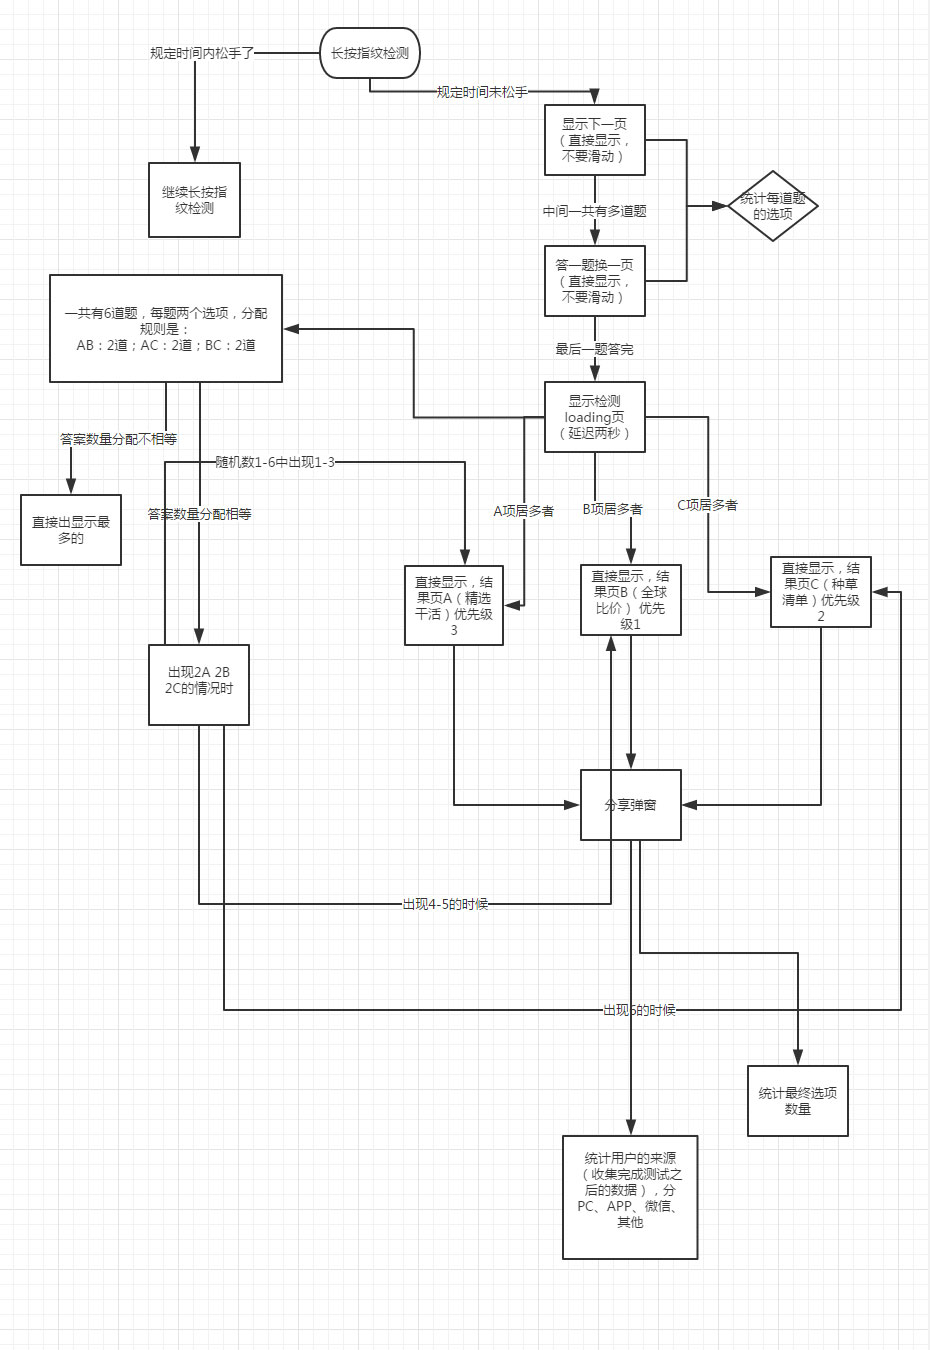 长按指纹检测
规定时间内松手了
规定时间未松手
显示下一页
（直接显示，
不要滑动）
继续长按指
纹检测
统计每道题
的选项
中间一共有多道题
答一题换一页
（直接显示，
不要滑动）
一共有6道题，每题两个选项，分配
规则是：
AB：2道；AC：2道；BC：2道
最后一题答完
显示检测
loading页
（延迟两秒）
答案数量分配不相等
随机数1-6中出现1-3
直接出显示最
多的
答案数量分配相等
A项居多者
B项居多者
C项居多者
直接显示，结
果页A（精选
干活）优先级
3
直接显示，结
果页B（全球
比价） 优先
级1
直接显示，结
果页C（种草
清单）优先级
2
出现2A 2B
2C的情况时
分享弹窗
出现4-5的时候
出现6的时候
统计最终选项
数量
统计用户的来源
（收集完成测试之
后的数据），分
PC、APP、微信、
其他